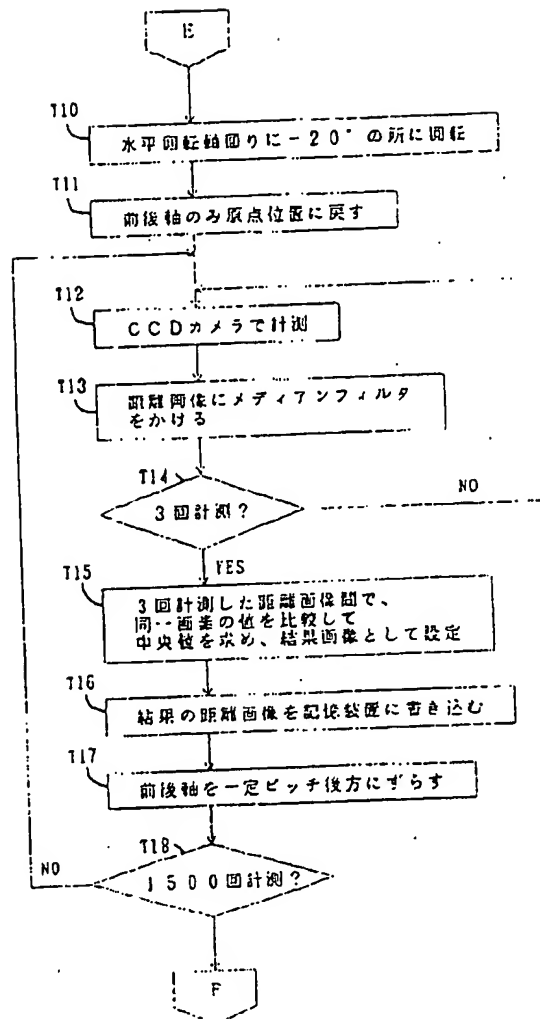 E
T10
水平回転軸回りに-20°の所に回転
T11
前後軸のみ原点位置に戻す
T12
CCDカメラで計測
T13
距離画像にメディアンフィルタ
をかける
T14
3回計測?
NO
YES
T15
3回計測した距離画像間で、
同一画素の値を比較して
中央値を求め、結果画像として設定
T16
結果の距離画像を記憶装置に書き込む
T17
前後軸を一定ピッチ後方にずらす
T18
NO
1500回計測?
F